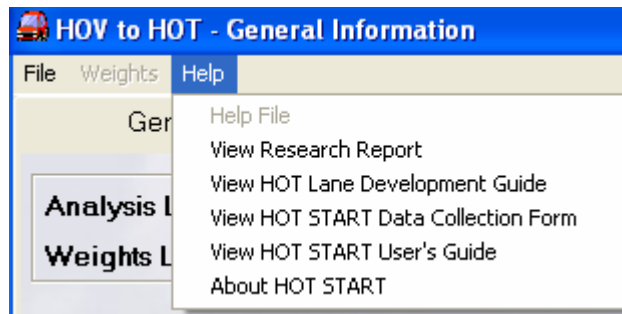 HOV to HOT - General Information
File Weights Help
Ger
Help File
View Research Report
View HOT Lane Development Guide
Analysis L
View HOT START Data Collection Form
Weights L
View HOT START User's Guide
About HOT START